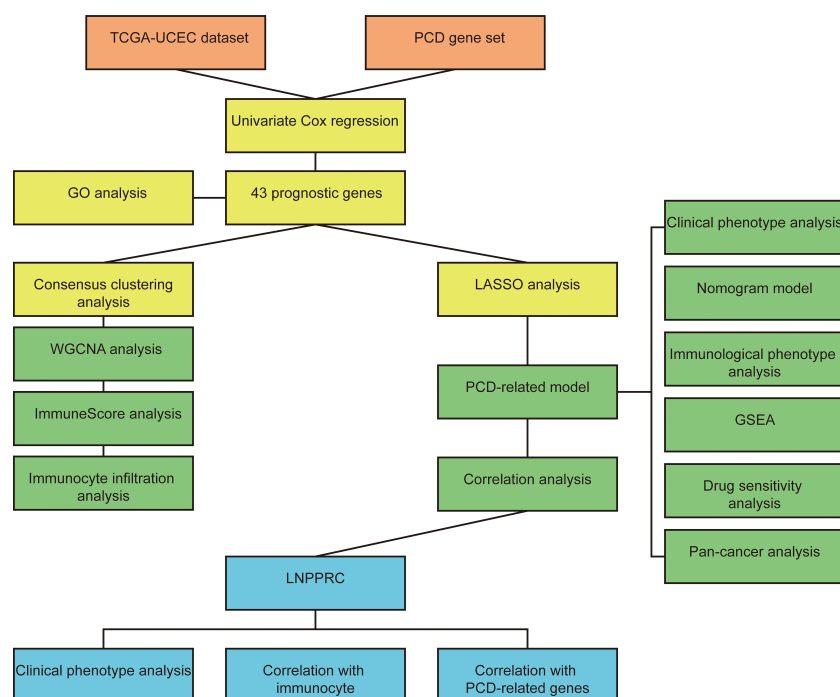 TCGA-UCEC dataset
PCD gene set
Univariate Cox regression
GO analysis
43 prognostic genes
Consensus clustering
analysis
LASSO analysis
WGCNA analysis
ImmuneScore analysis
Immunocyte infiltration
analysis
PCD-related model
Correlation analysis
Clinical phenotype analysis
Nomogram model
Immunological phenotype
analysis
GSEA
Drug sensitivity
analysis
Pan-cancer analysis
LNPPRC
Clinical phenotype analysis
Correlation with
immunocyte
Correlation with
PCD-related genes